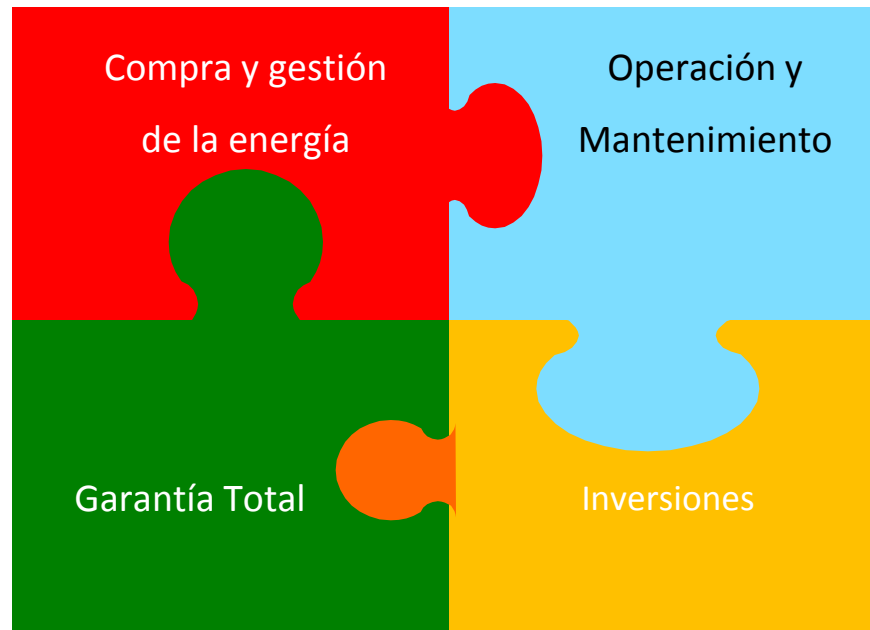 Compra y gestión
de la energía
Operación y
Mantenimiento
Garantía Total
Inversiones